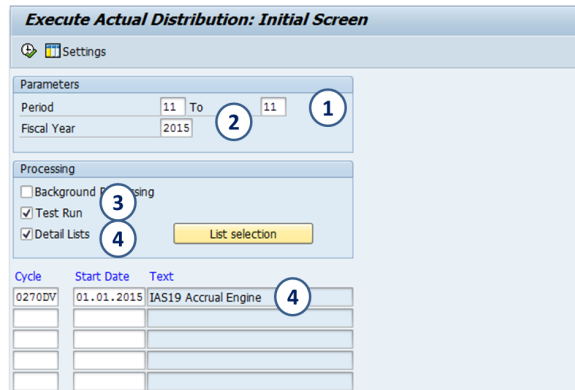 Execute Actual Distribution: Initial Screen
Settings
Parameters
Period 11 To 11 1
Fiscal Year 2015 2
Processing
Background Processing
3
Test Run
Detail Lists 4 List selection
Cycle Start Date Text
0270DV 01.01.2015 IAS19 Accrual Engine 4